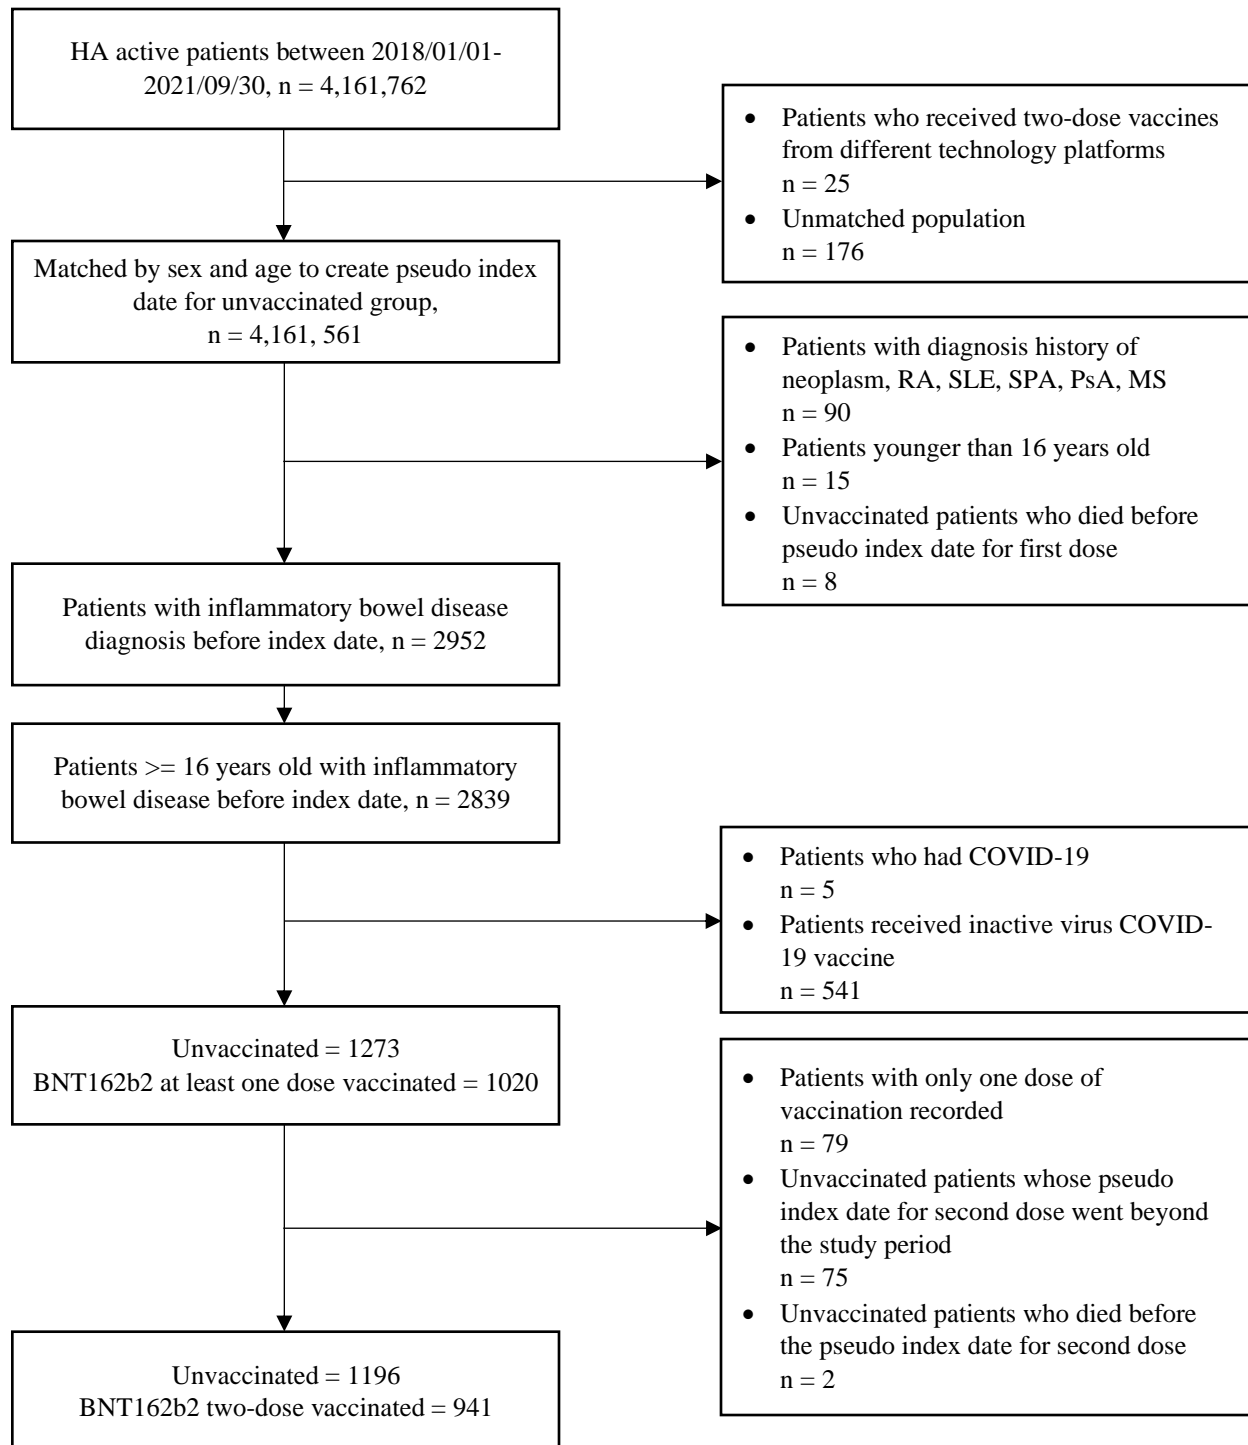 HA active patients between 2018/01/01-
2021/09/30, n = 4,161,762
• Patients who received two-dose vaccines
from different technology platforms
n = 25
• Unmatched population
n = 176
Matched by sex and age to create pseudo index
date for unvaccinated group,
n = 4,161, 561
• Patients with diagnosis history of
neoplasm, RA, SLE, SPA, PsA, MS
n = 90
• Patients younger than 16 years old
n = 15
• Unvaccinated patients who died before
pseudo index date for first dose
n = 8
Patients with inflammatory bowel disease
diagnosis before index date, n = 2952
Patients >= 16 years old with inflammatory
bowel disease before index date, n = 2839
• Patients who had COVID-19
n = 5
• Patients received inactive virus COVID-
19 vaccine
n = 541
Unvaccinated = 1273
BNT162b2 at least one dose vaccinated = 1020
• Patients with only one dose of
vaccination recorded
n = 79
• Unvaccinated patients whose pseudo
index date for second dose went beyond
the study period
n = 75
• Unvaccinated patients who died before
the pseudo index date for second dose
n = 2
Unvaccinated = 1196
BNT162b2 two-dose vaccinated = 941